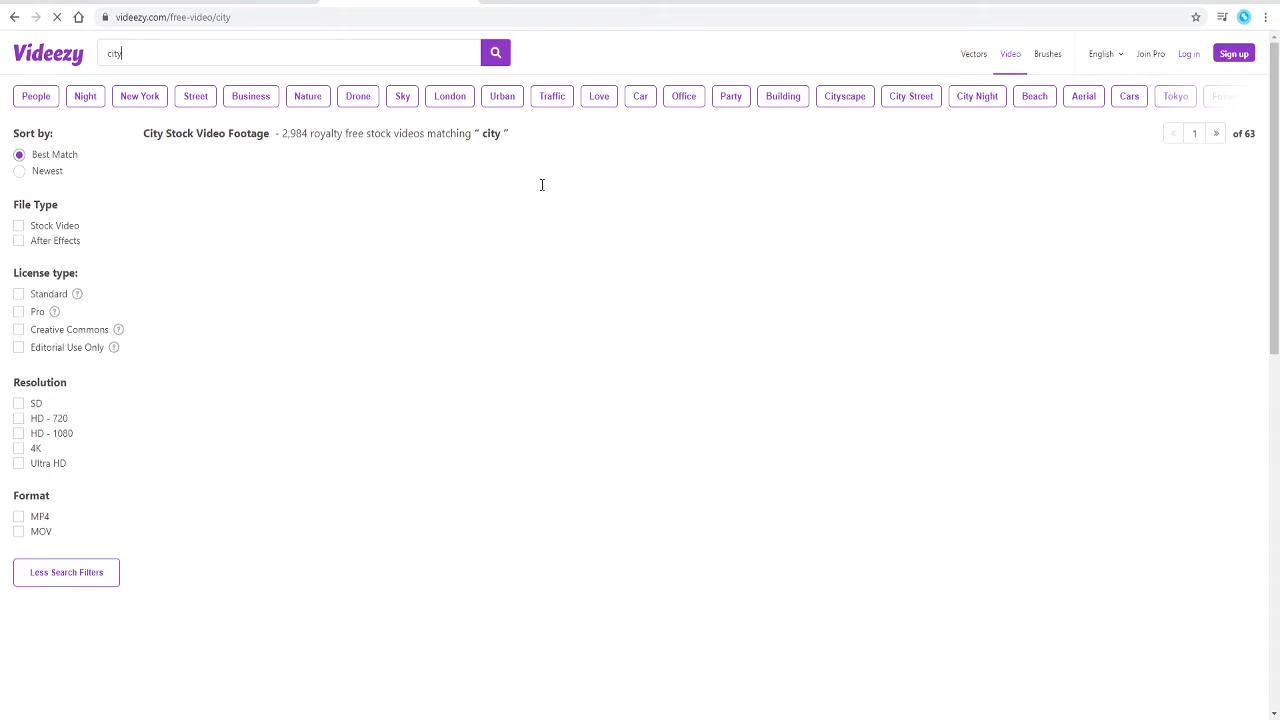 videezy.com/free-video/city
Videezy
city
Vectors
Video
Brushes
English
Join Pro
Log in
Sign up
People
Night
New York
Street
Business
Nature
Drone
Sky
London
Urban
Traffic
Love
Car
Office
Party
Building
Cityscape
City Street
City Night
Beach
Aerial
Cars
Tokyo
Sort by:
City Stock Video Footage - 2,984 royalty free stock videos matching “ city ”
« 1 » of 63
Best Match
Newest
File Type
Stock Video
After Effects
License type:
Standard ?
Pro ?
Creative Commons ?
Editorial Use Only ?
Resolution
SD
HD - 720
HD - 1080
4K
Ultra HD
Format
MP4
MOV
Less Search Filters